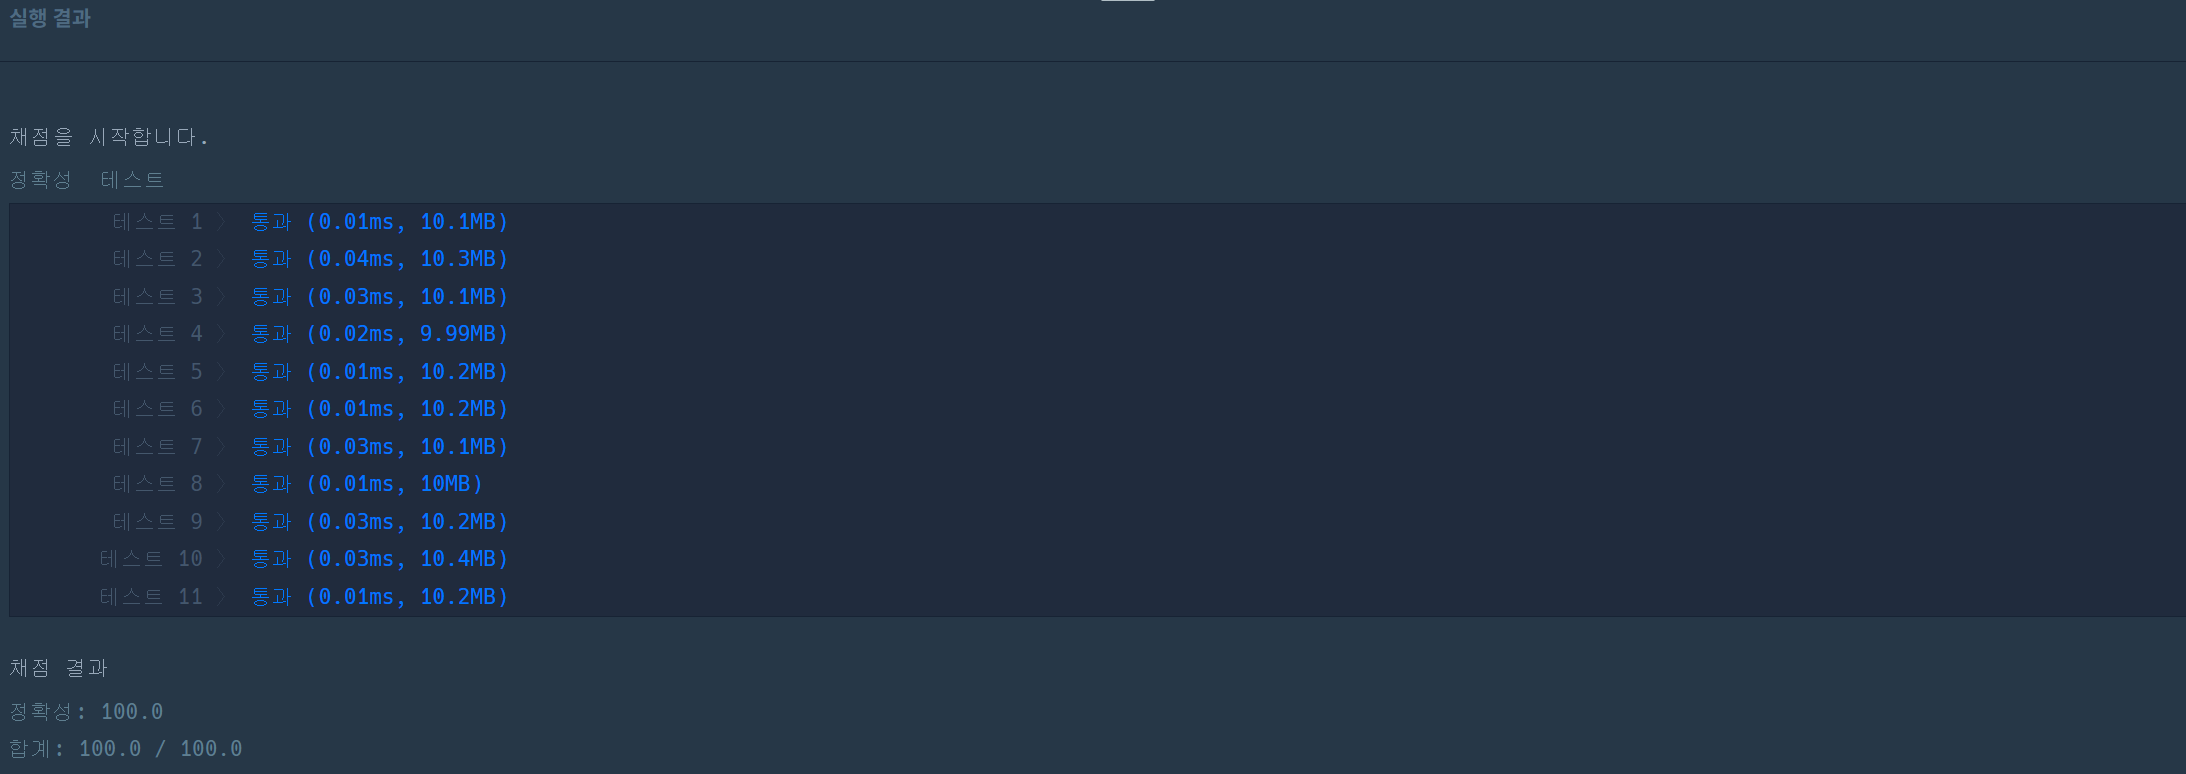 실행 결과
채점을 시작합니다.
정확성 테스트
테스트 1 〉 통과 (0.01ms, 10.1MB)
테스트 2 〉 통과 (0.04ms, 10.3MB)
테스트 3 〉 통과 (0.03ms, 10.1MB)
테스트 4 〉 통과 (0.02ms, 9.99MB)
테스트 5 〉 통과 (0.01ms, 10.2MB)
테스트 6 〉 통과 (0.01ms, 10.2MB)
테스트 7 〉 통과 (0.03ms, 10.1MB)
테스트 8 〉 통과 (0.01ms, 10MB)
테스트 9 〉 통과 (0.03ms, 10.2MB)
테스트 10 〉 통과 (0.03ms, 10.4MB)
테스트 11 〉 통과 (0.01ms, 10.2MB)
채점 결과
정확성: 100.0
합계: 100.0 / 100.0